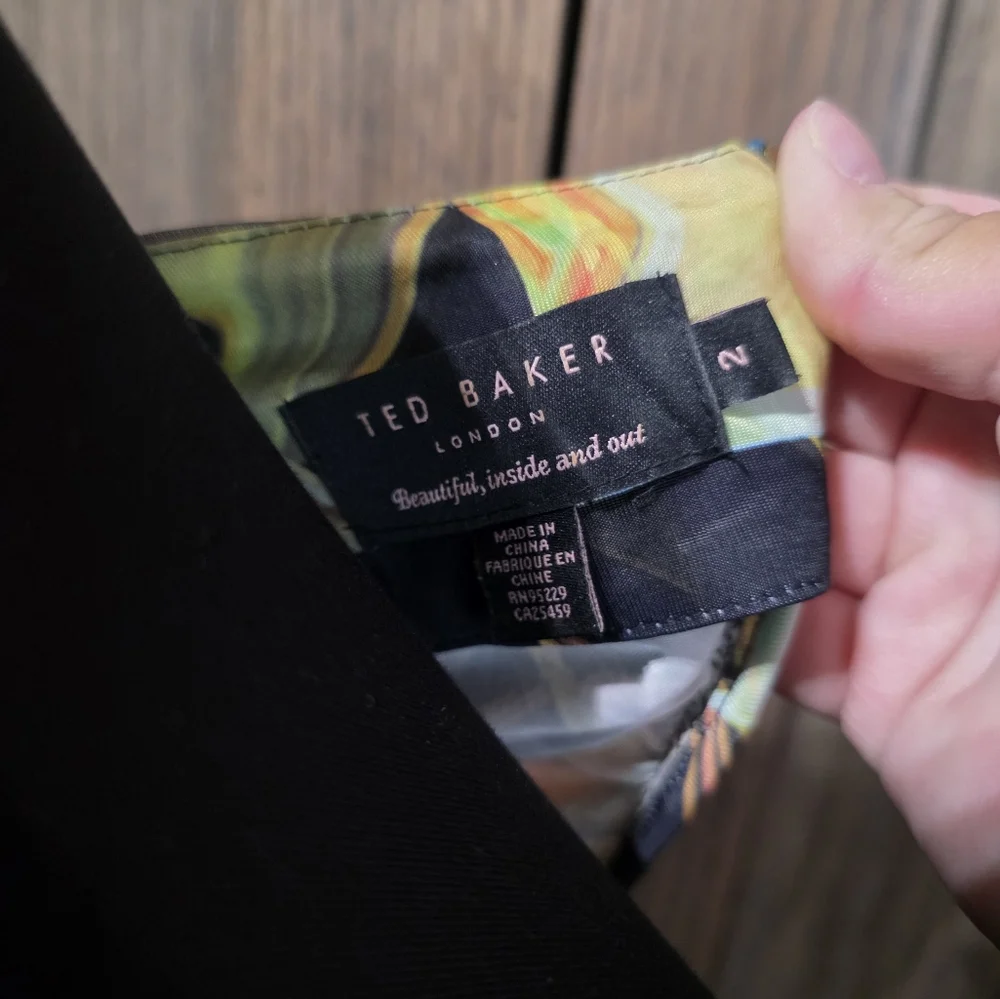 TED BAKER
LONDON
Beautiful, inside and out
2
MADE IN
CHINA
FABRIQUE EN
CHINE
RN95229
CA25459